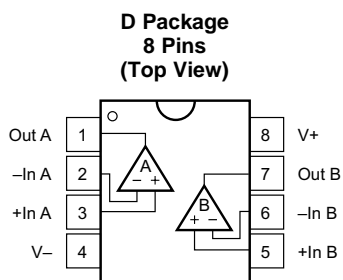 D Package
8 Pins
(Top View)
Out A 1 8 V+
–In A 2 A 7 Out B
– +
+In A 3 B 6 –In B
+ –
V– 4 5 +In B